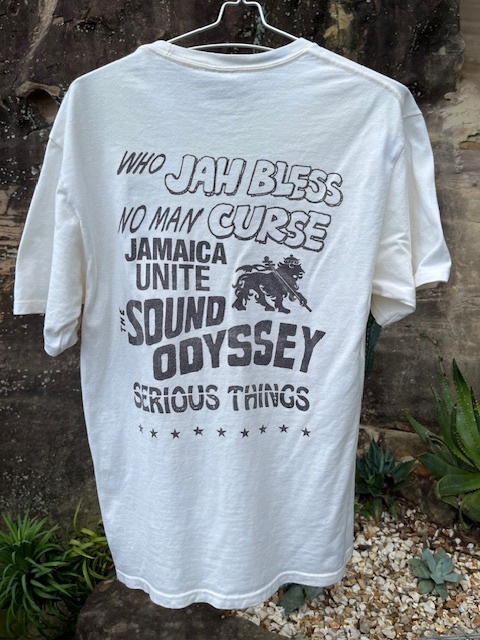 WHO JAH BLESS
NO MAN CURSE
JAMAICA
UNITE
THE SOUND
ODYSSEY
SERIOUS THINGS